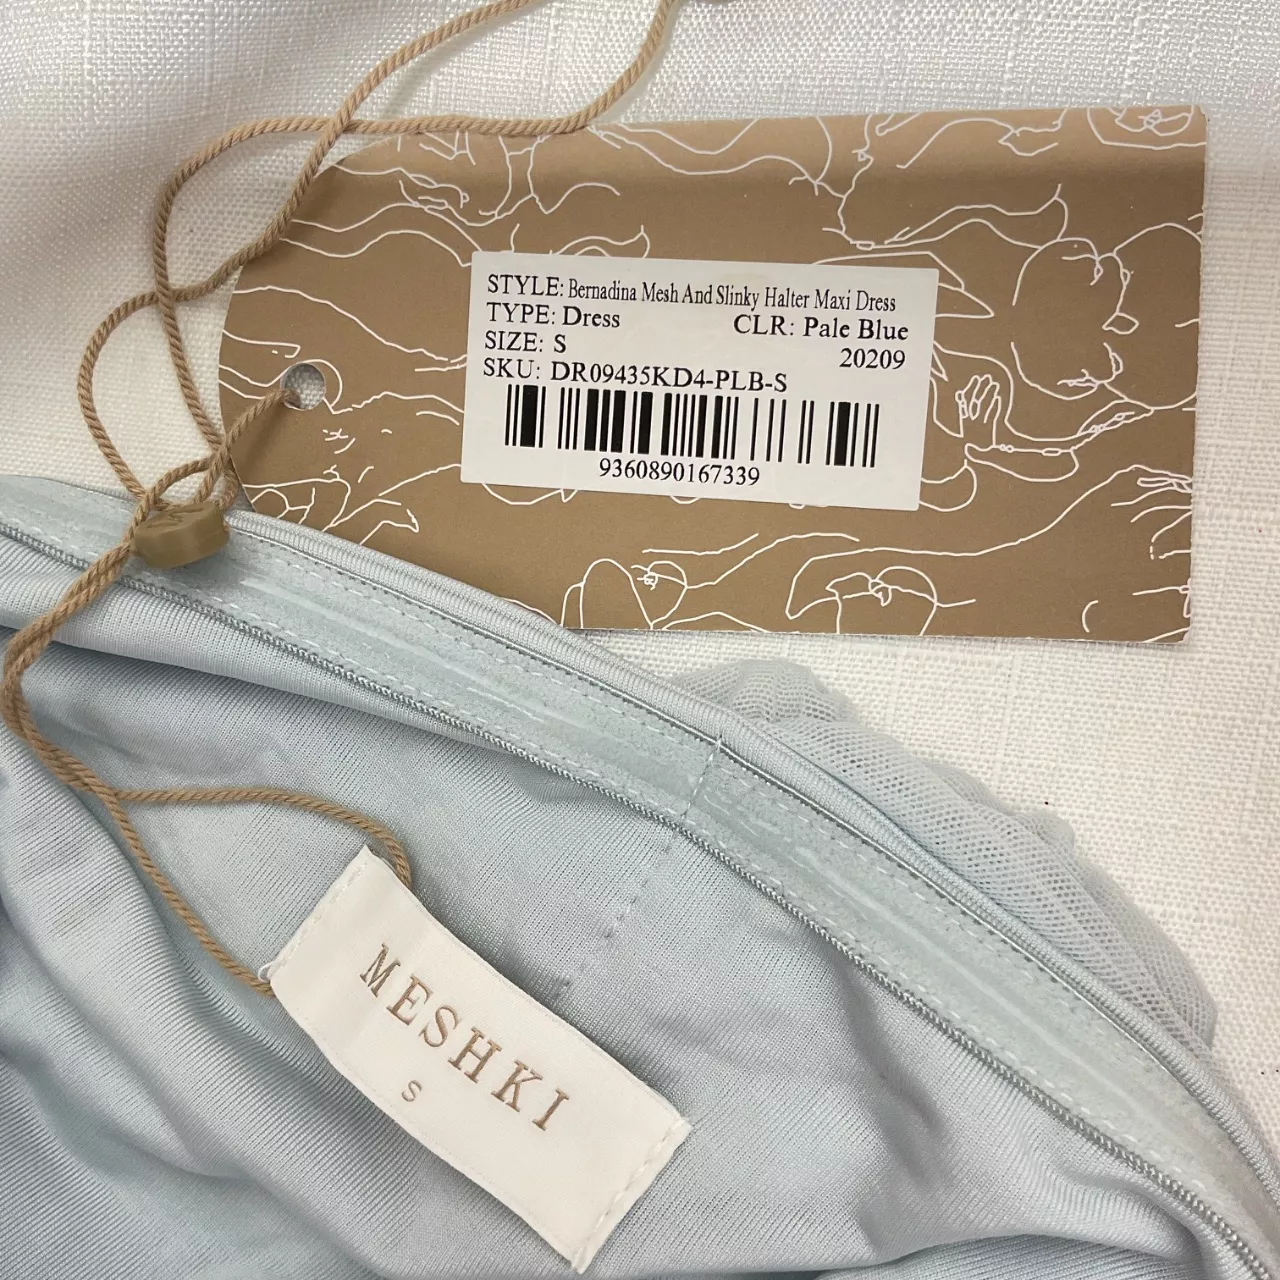 STYLE: Bernadina Mesh And Slinky Halter Maxi Dress
TYPE: Dress CLR: Pale Blue
SIZE: S 20209
SKU: DR09435KD4-PLB-S
9360890167339
MESHKI
S